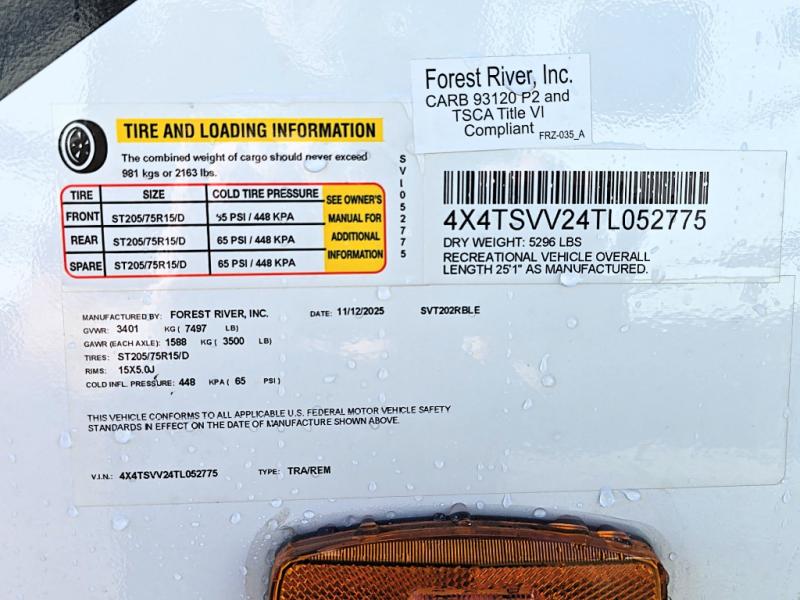 Forest River, Inc.
CARB 93120 P2 and
TSCA Title VI
Compliant FRZ-035_A
TIRE AND LOADING INFORMATION
The combined weight of cargo should never exceed
981 kgs or 2163 lbs.
TIRE SIZE COLD TIRE PRESSURE
FRONT ST205/75R15/D 65 PSI / 448 KPA
REAR ST205/75R15/D 65 PSI / 448 KPA
SPARE ST205/75R15/D 65 PSI / 448 KPA
SEE OWNER'S
MANUAL FOR
ADDITIONAL
INFORMATION
SVL052775
4X4TSVV24TL052775
DRY WEIGHT: 5296 LBS
RECREATIONAL VEHICLE OVERALL
LENGTH 25'1" AS MANUFACTURED.
MANUFACTURED BY: FOREST RIVER, INC. DATE: 11/12/2025 SVT202RBLE
GVWR: 3401 KG ( 7497 LB)
GAWR (EACH AXLE): 1588 KG ( 3500 LB)
TIRES: ST205/75R15/D
RIMS: 15X5.0J
COLD INFL. PRESSURE: 448 KPA ( 65 PSI )
THIS VEHICLE CONFORMS TO ALL APPLICABLE U.S. FEDERAL MOTOR VEHICLE SAFETY
STANDARDS IN EFFECT ON THE DATE OF MANUFACTURE SHOWN ABOVE.
V.I.N.: 4X4TSVV24TL052775 TYPE: TRA/REM